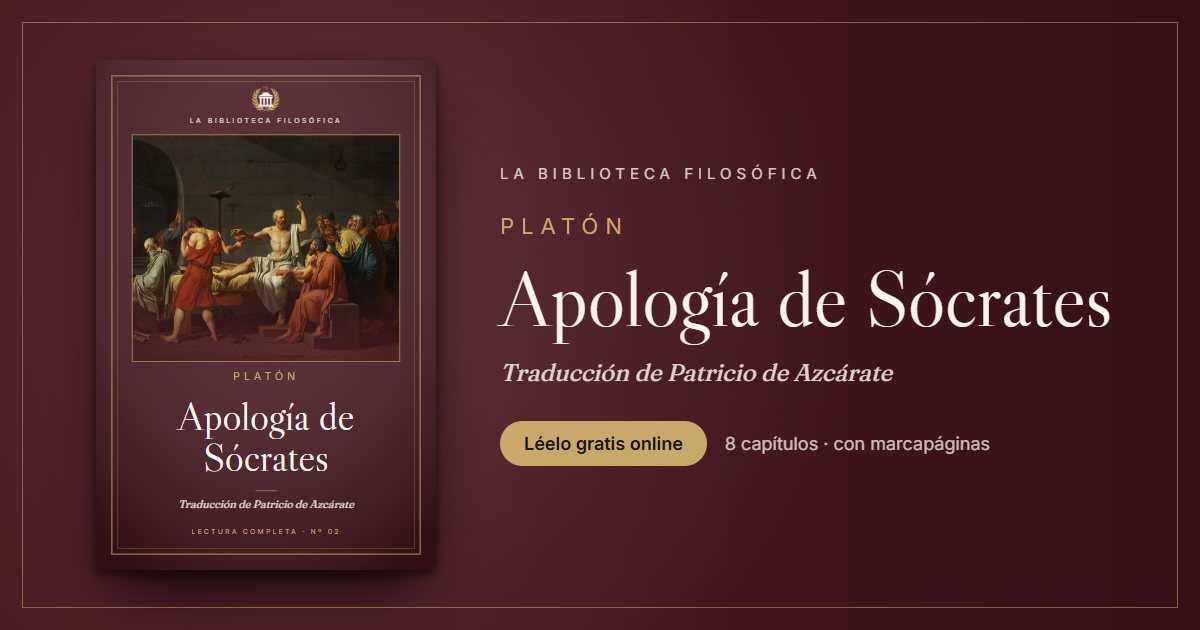 LA BIBLIOTECA FILOSÓFICA
PLATÓN
Apología de
Sócrates
Traducción de Patricio de Azcárate
LECTURA COMPLETA · Nº 02
LA BIBLIOTECA FILOSÓFICA
PLATÓN
Apología de Sócrates
Traducción de Patricio de Azcárate
Léelo gratis online
8 capítulos · con marcapáginas